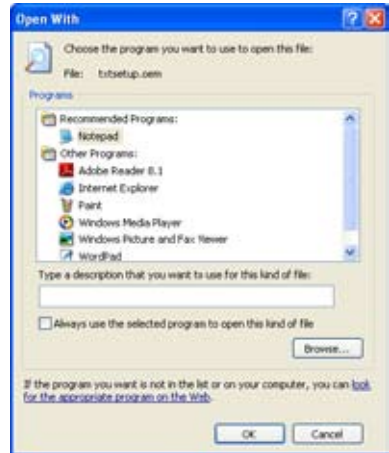 Open With
Choose the program you want to use to open this file:
File: txtsetup.oem
Programs
Recommended Programs:
Notepad
Other Programs:
Adobe Reader 8.1
Internet Explorer
Paint
Windows Media Player
Windows Picture and Fax Viewer
WordPad
Type a description that you want to use for this kind of file:
Always use the selected program to open this kind of file
Browse...
If the program you want is not in the list or on your computer, you can look
for the appropriate program on the Web.
OK
Cancel